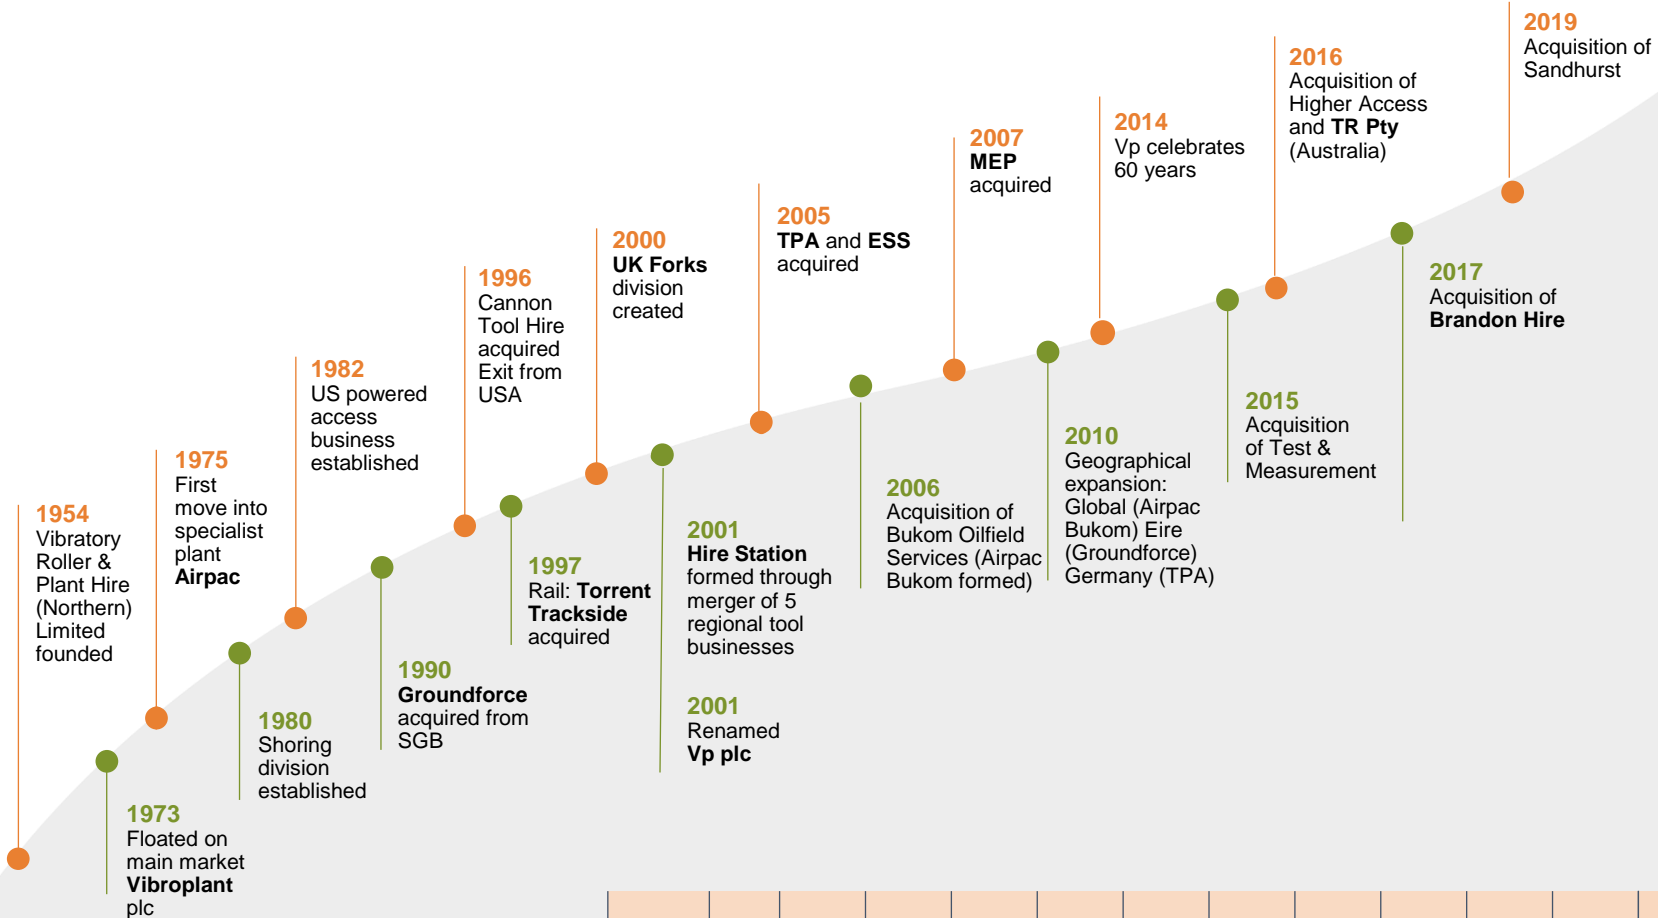 1954
Vibratory
Roller &
Plant Hire
(Northern)
Limited
founded
1973
Floated on
main market
Vibroplant
plc
1975
First
move into
specialist
plant
Airpac
1980
Shoring
division
established
1982
US powered
access
business
established
1990
Groundforce
acquired from
SGB
1996
Cannon
Tool Hire
acquired
Exit from
USA
1997
Rail: Torrent
Trackside
acquired
2000
UK Forks
division
created
2001
Hire Station
formed through
merger of 5
regional tool
businesses
2001
Renamed
Vp plc
2005
TPA and ESS
acquired
2006
Acquisition of
Bukom Oilfield
Services (Airpac
Bukom formed)
2007
MEP
acquired
2010
Geographical
expansion:
Global (Airpac
Bukom) Eire
(Groundforce)
Germany (TPA)
2014
Vp celebrates
60 years
2015
Acquisition
of Test &
Measurement
2016
Acquisition of
Higher Access
and TR Pty
(Australia)
2017
Acquisition of
Brandon Hire
2019
Acquisition of
Sandhurst